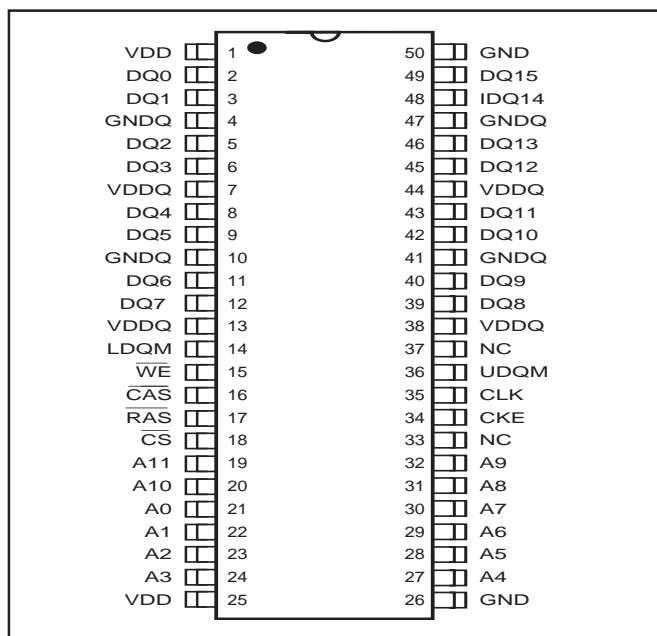 VDD 1 50 GND
DQ0 2 49 DQ15
DQ1 3 48 IDQ14
GNDQ 4 47 GNDQ
DQ2 5 46 DQ13
DQ3 6 45 DQ12
VDDQ 7 44 VDDQ
DQ4 8 43 DQ11
DQ5 9 42 DQ10
GNDQ 10 41 GNDQ
DQ6 11 40 DQ9
DQ7 12 39 DQ8
VDDQ 13 38 VDDQ
LDQM 14 37 NC
W̅E̅ 15 36 UDQM
C̅A̅S̅ 16 35 CLK
R̅A̅S̅ 17 34 CKE
C̅S̅ 18 33 NC
A11 19 32 A9
A10 20 31 A8
A0 21 30 A7
A1 22 29 A6
A2 23 28 A5
A3 24 27 A4
VDD 25 26 GND